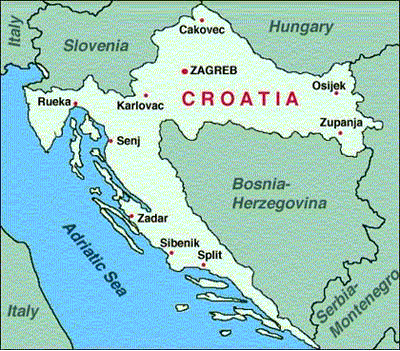 Italy
Slovenia
Hungary
Cakovec
ZAGREB
Osijek
Rueka
Karlovac
CROATIA
Zupanja
Senj
Bosnia-
Herzegovina
Zadar
Adriatic Sea
Sibenik
Split
Italy
Serbia-
Montenegro